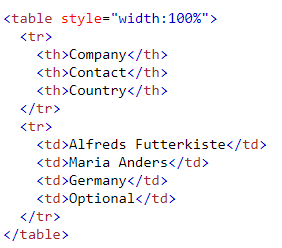 <table style="width:100%">
  <tr>
    <th>Company</th>
    <th>Contact</th>
    <th>Country</th>
  </tr>
  <tr>
    <td>Alfreds Futterkiste</td>
    <td>Maria Anders</td>
    <td>Germany</td>
    <td>Optional</td>
  </tr>
</table>